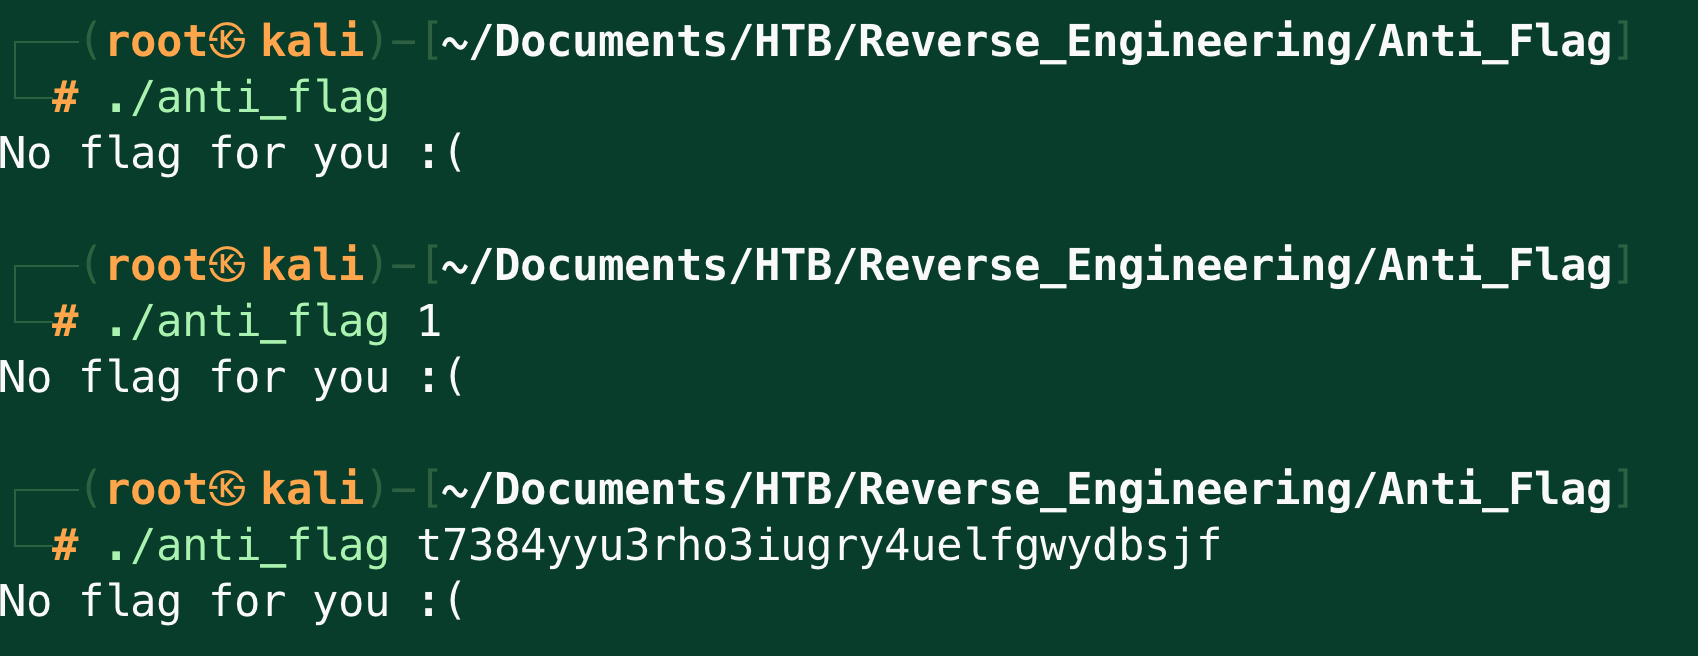 ┌──(root㉿kali)-[~/Documents/HTB/Reverse_Engineering/Anti_Flag]
└─# ./anti_flag
No flag for you :(
┌──(root㉿kali)-[~/Documents/HTB/Reverse_Engineering/Anti_Flag]
└─# ./anti_flag 1
No flag for you :(
┌──(root㉿kali)-[~/Documents/HTB/Reverse_Engineering/Anti_Flag]
└─# ./anti_flag t7384yyu3rho3iugry4uelfgwydbsjf
No flag for you :(